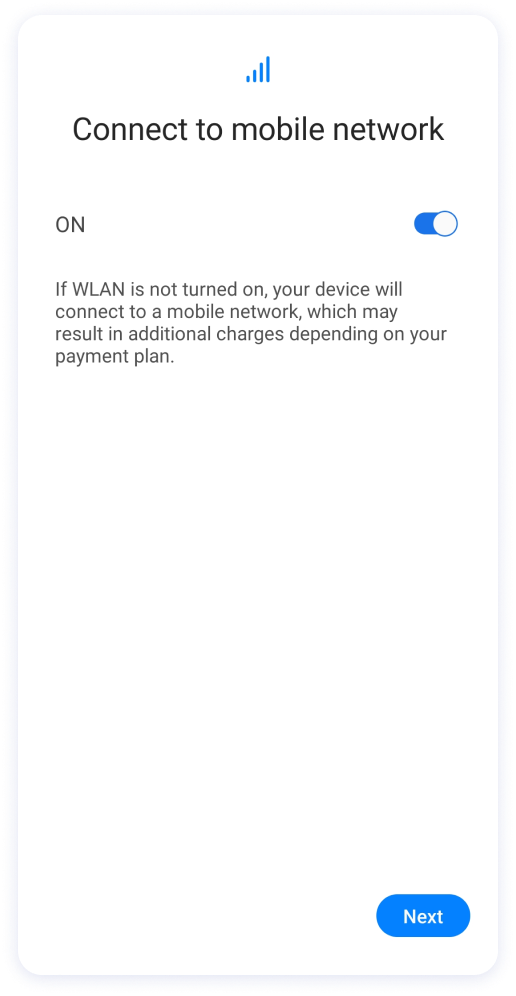 Connect to mobile network
ON
If WLAN is not turned on, your device will
connect to a mobile network, which may
result in additional charges depending on your
payment plan.
Next